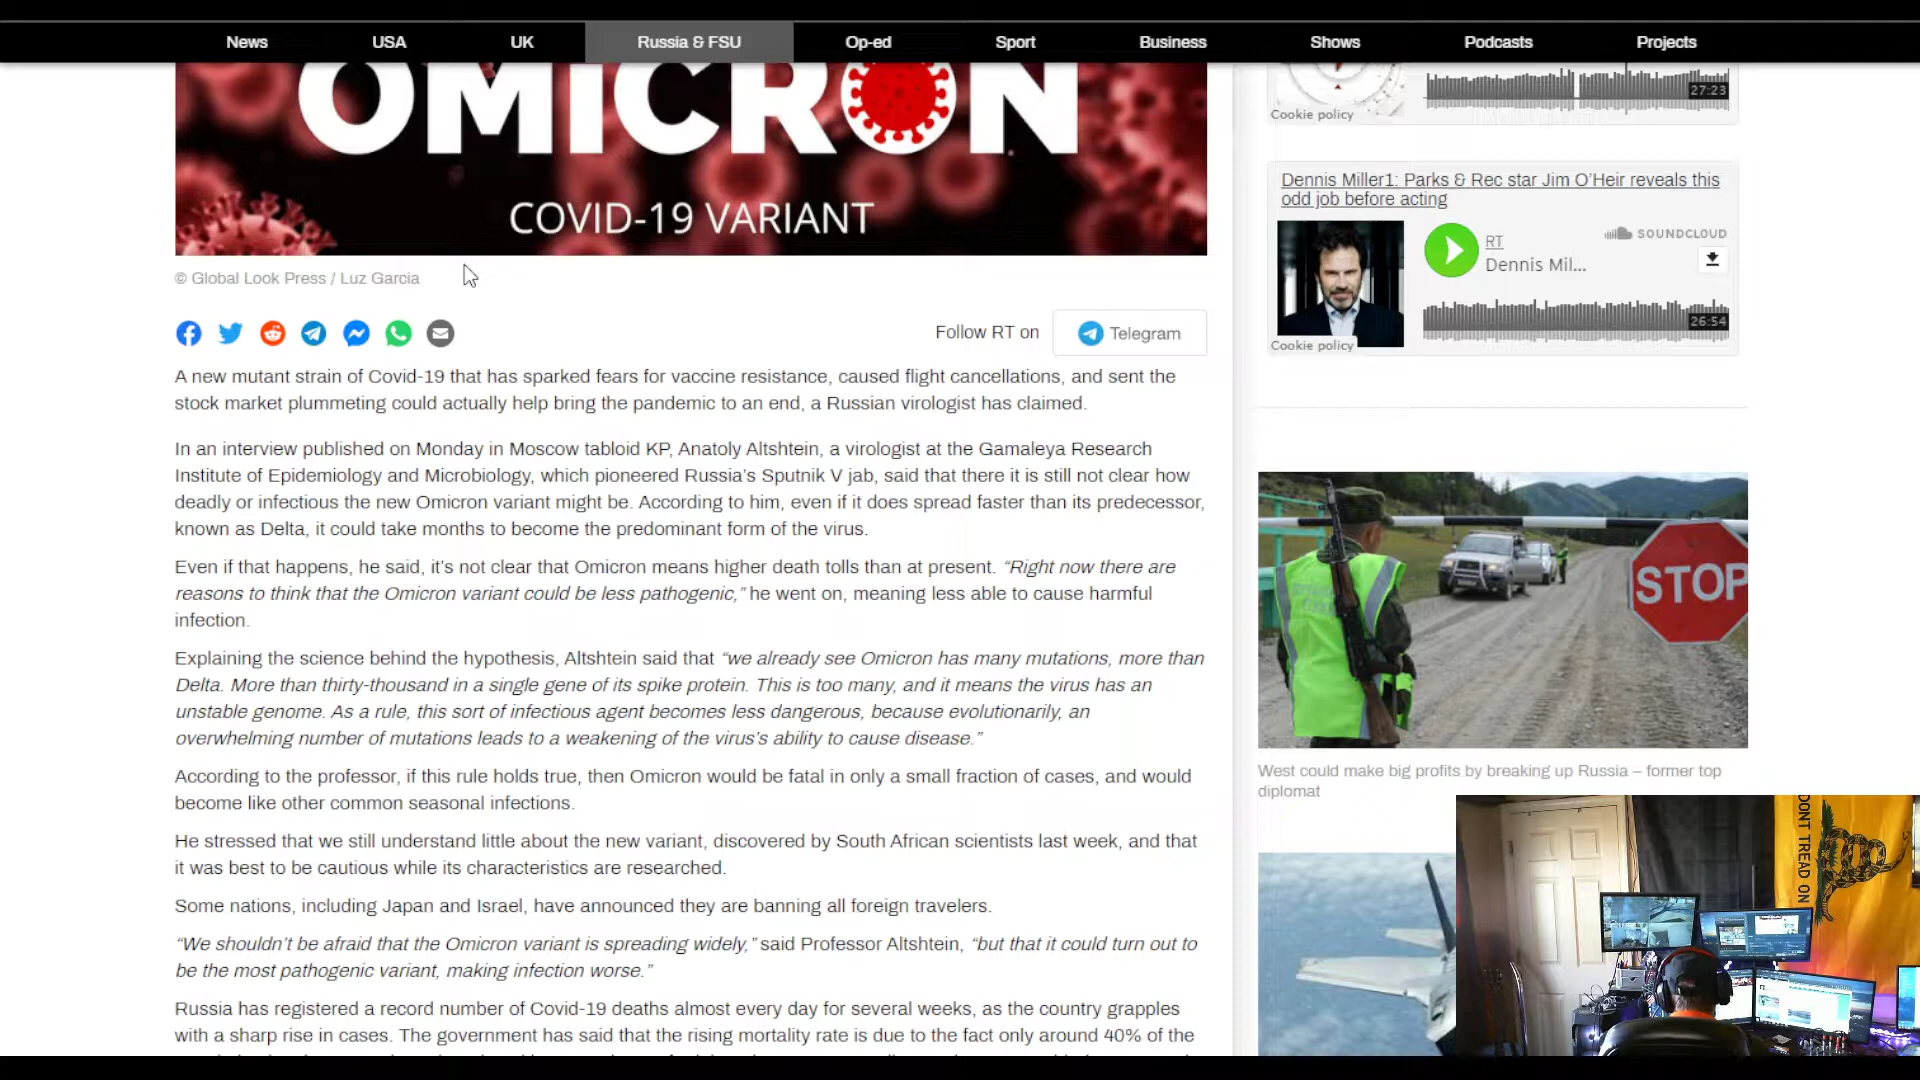 News USA UK Russia & FSU Op-ed Sport Business Shows Podcasts Projects
OMICRON
COVID-19 VARIANT
© Global Look Press / Luz Garcia
Follow RT on Telegram
A new mutant strain of Covid-19 that has sparked fears for vaccine resistance, caused flight cancellations, and sent the
stock market plummeting could actually help bring the pandemic to an end, a Russian virologist has claimed.
In an interview published on Monday in Moscow tabloid KP, Anatoly Altshtein, a virologist at the Gamaleya Research
Institute of Epidemiology and Microbiology, which pioneered Russia's Sputnik V jab, said that there it is still not clear how
deadly or infectious the new Omicron variant might be. According to him, even if it does spread faster than its predecessor,
known as Delta, it could take months to become the predominant form of the virus.
Even if that happens, he said, it's not clear that Omicron means higher death tolls than at present. “Right now there are
reasons to think that the Omicron variant could be less pathogenic,” he went on, meaning less able to cause harmful
infection.
Explaining the science behind the hypothesis, Altshtein said that “we already see Omicron has many mutations, more than
Delta. More than thirty-thousand in a single gene of its spike protein. This is too many, and it means the virus has an
unstable genome. As a rule, this sort of infectious agent becomes less dangerous, because evolutionarily, an
overwhelming number of mutations leads to a weakening of the virus's ability to cause disease.”
According to the professor, if this rule holds true, then Omicron would be fatal in only a small fraction of cases, and would
become like other common seasonal infections.
He stressed that we still understand little about the new variant, discovered by South African scientists last week, and that
it was best to be cautious while its characteristics are researched.
Some nations, including Japan and Israel, have announced they are banning all foreign travelers.
“We shouldn't be afraid that the Omicron variant is spreading widely,” said Professor Altshtein, “but that it could turn out to
be the most pathogenic variant, making infection worse.”
Russia has registered a record number of Covid-19 deaths almost every day for several weeks, as the country grapples
with a sharp rise in cases. The government has said that the rising mortality rate is due to the fact only around 40% of the
27:23
Cookie policy
Dennis Miller1: Parks & Rec star Jim O'Heir reveals this
odd job before acting
SOUNDCLOUD
RT
Dennis Mil...
26:54
Cookie policy
STOP
West could make big profits by breaking up Russia – former top
diplomat
DONT TREAD ON